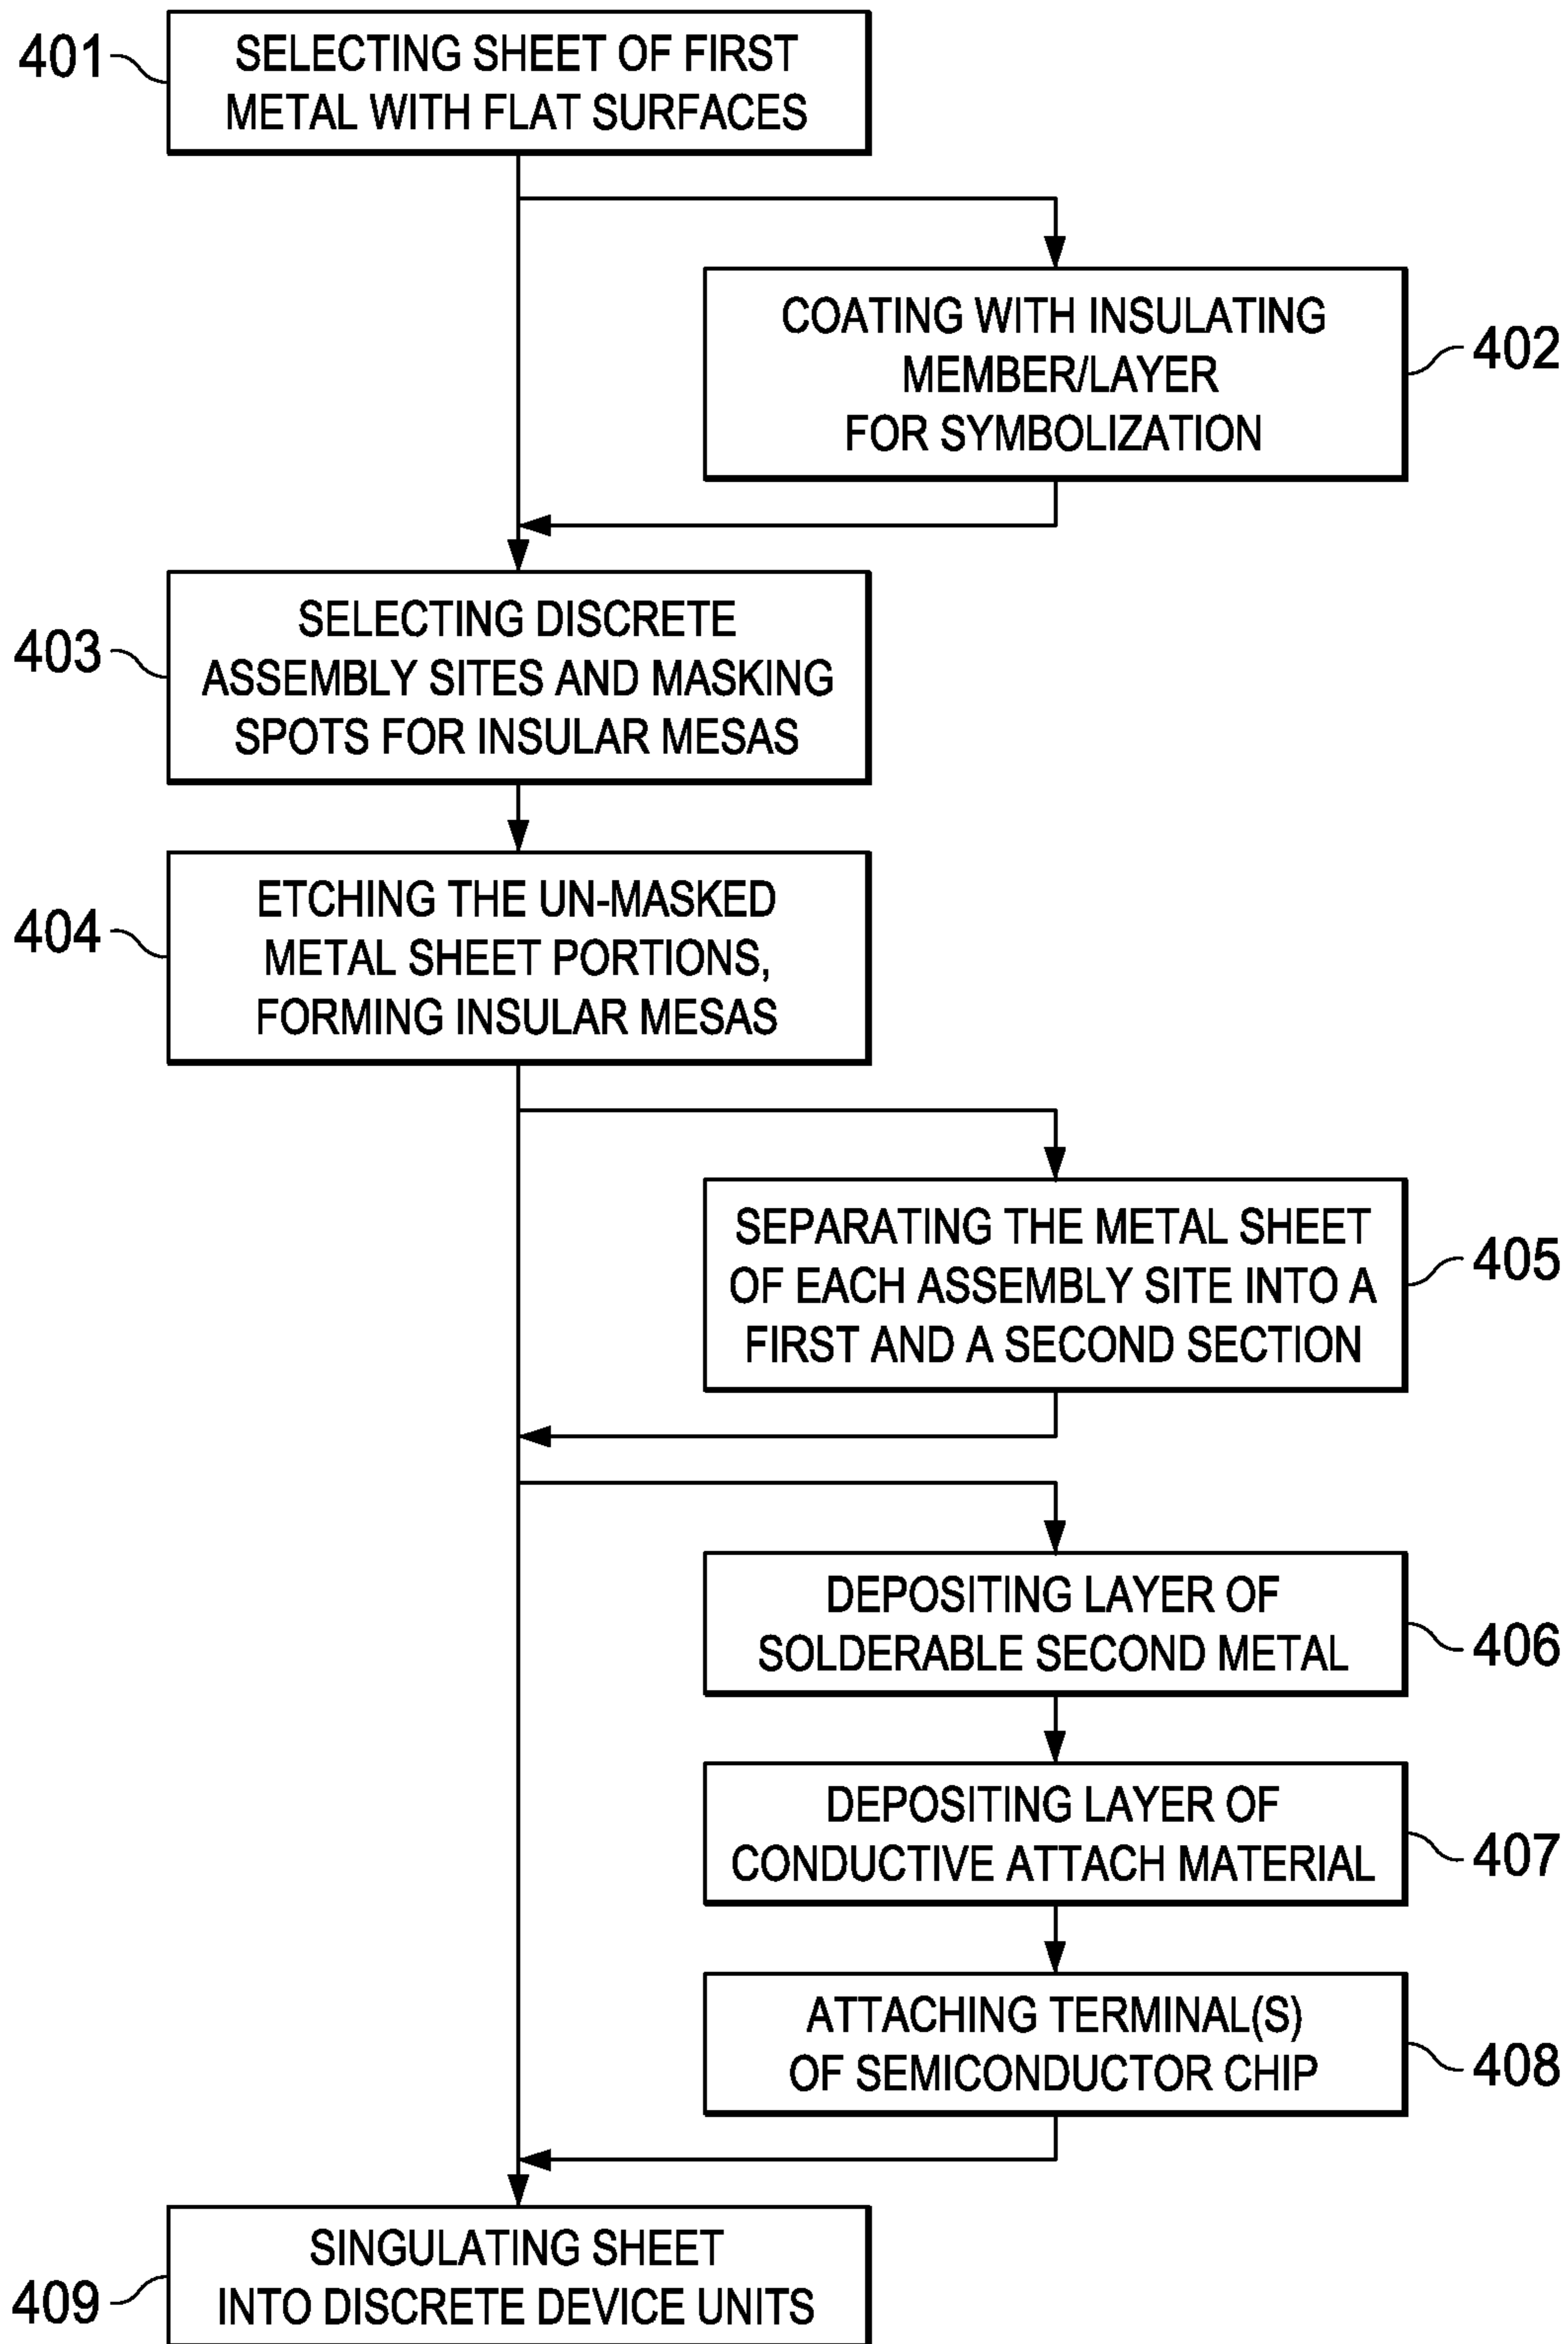 401
SELECTING SHEET OF FIRST
METAL WITH FLAT SURFACES
COATING WITH INSULATING
MEMBER/LAYER
FOR SYMBOLIZATION
402
403
SELECTING DISCRETE
ASSEMBLY SITES AND MASKING
SPOTS FOR INSULAR MESAS
404
ETCHING THE UN-MASKED
METAL SHEET PORTIONS,
FORMING INSULAR MESAS
SEPARATING THE METAL SHEET
OF EACH ASSEMBLY SITE INTO A
FIRST AND A SECOND SECTION
405
DEPOSITING LAYER OF
SOLDERABLE SECOND METAL
406
DEPOSITING LAYER OF
CONDUCTIVE ATTACH MATERIAL
407
ATTACHING TERMINAL(S)
OF SEMICONDUCTOR CHIP
408
409
SINGULATING SHEET
INTO DISCRETE DEVICE UNITS